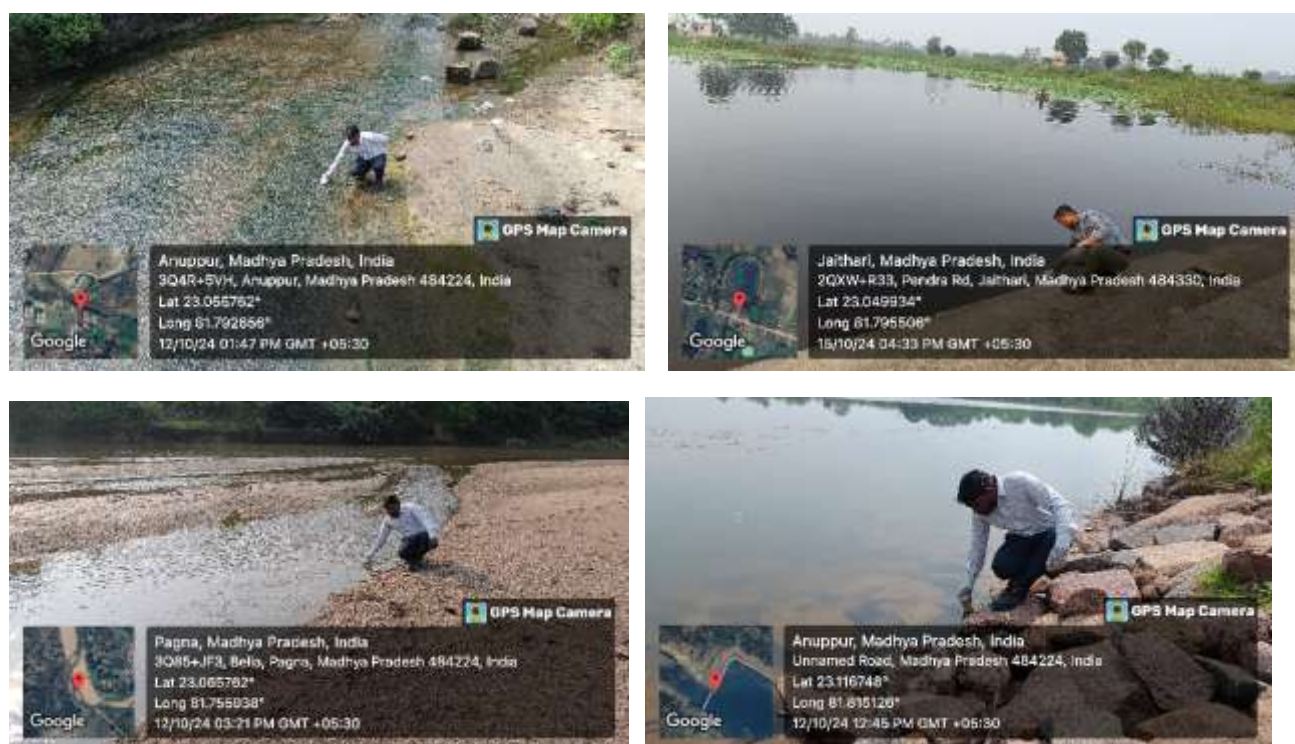 GPS Map Camera
Anuppur, Madhya Pradesh, India
3Q4R+5VH, Anuppur, Madhya Pradesh 484224, India
Lat 23.055762°
Long 81.792856°
12/10/24 01:47 PM GMT +05:30
Google
GPS Map Camera
Jaithari, Madhya Pradesh, India
2QXW+R33, Pendra Rd, Jaithari, Madhya Pradesh 484330, India
Lat 23.049934°
Long 81.795506°
15/10/24 04:33 PM GMT +05:30
Google
GPS Map Camera
Pagna, Madhya Pradesh, India
3Q85+JF3, Belia, Pagna, Madhya Pradesh 484224, India
Lat 23.065762°
Long 81.755938°
12/10/24 03:21 PM GMT +05:30
Google
GPS Map Camera
Anuppur, Madhya Pradesh, India
Unnamed Road, Madhya Pradesh 484224, India
Lat 23.116748°
Long 81.815126°
12/10/24 12:45 PM GMT +05:30
Google